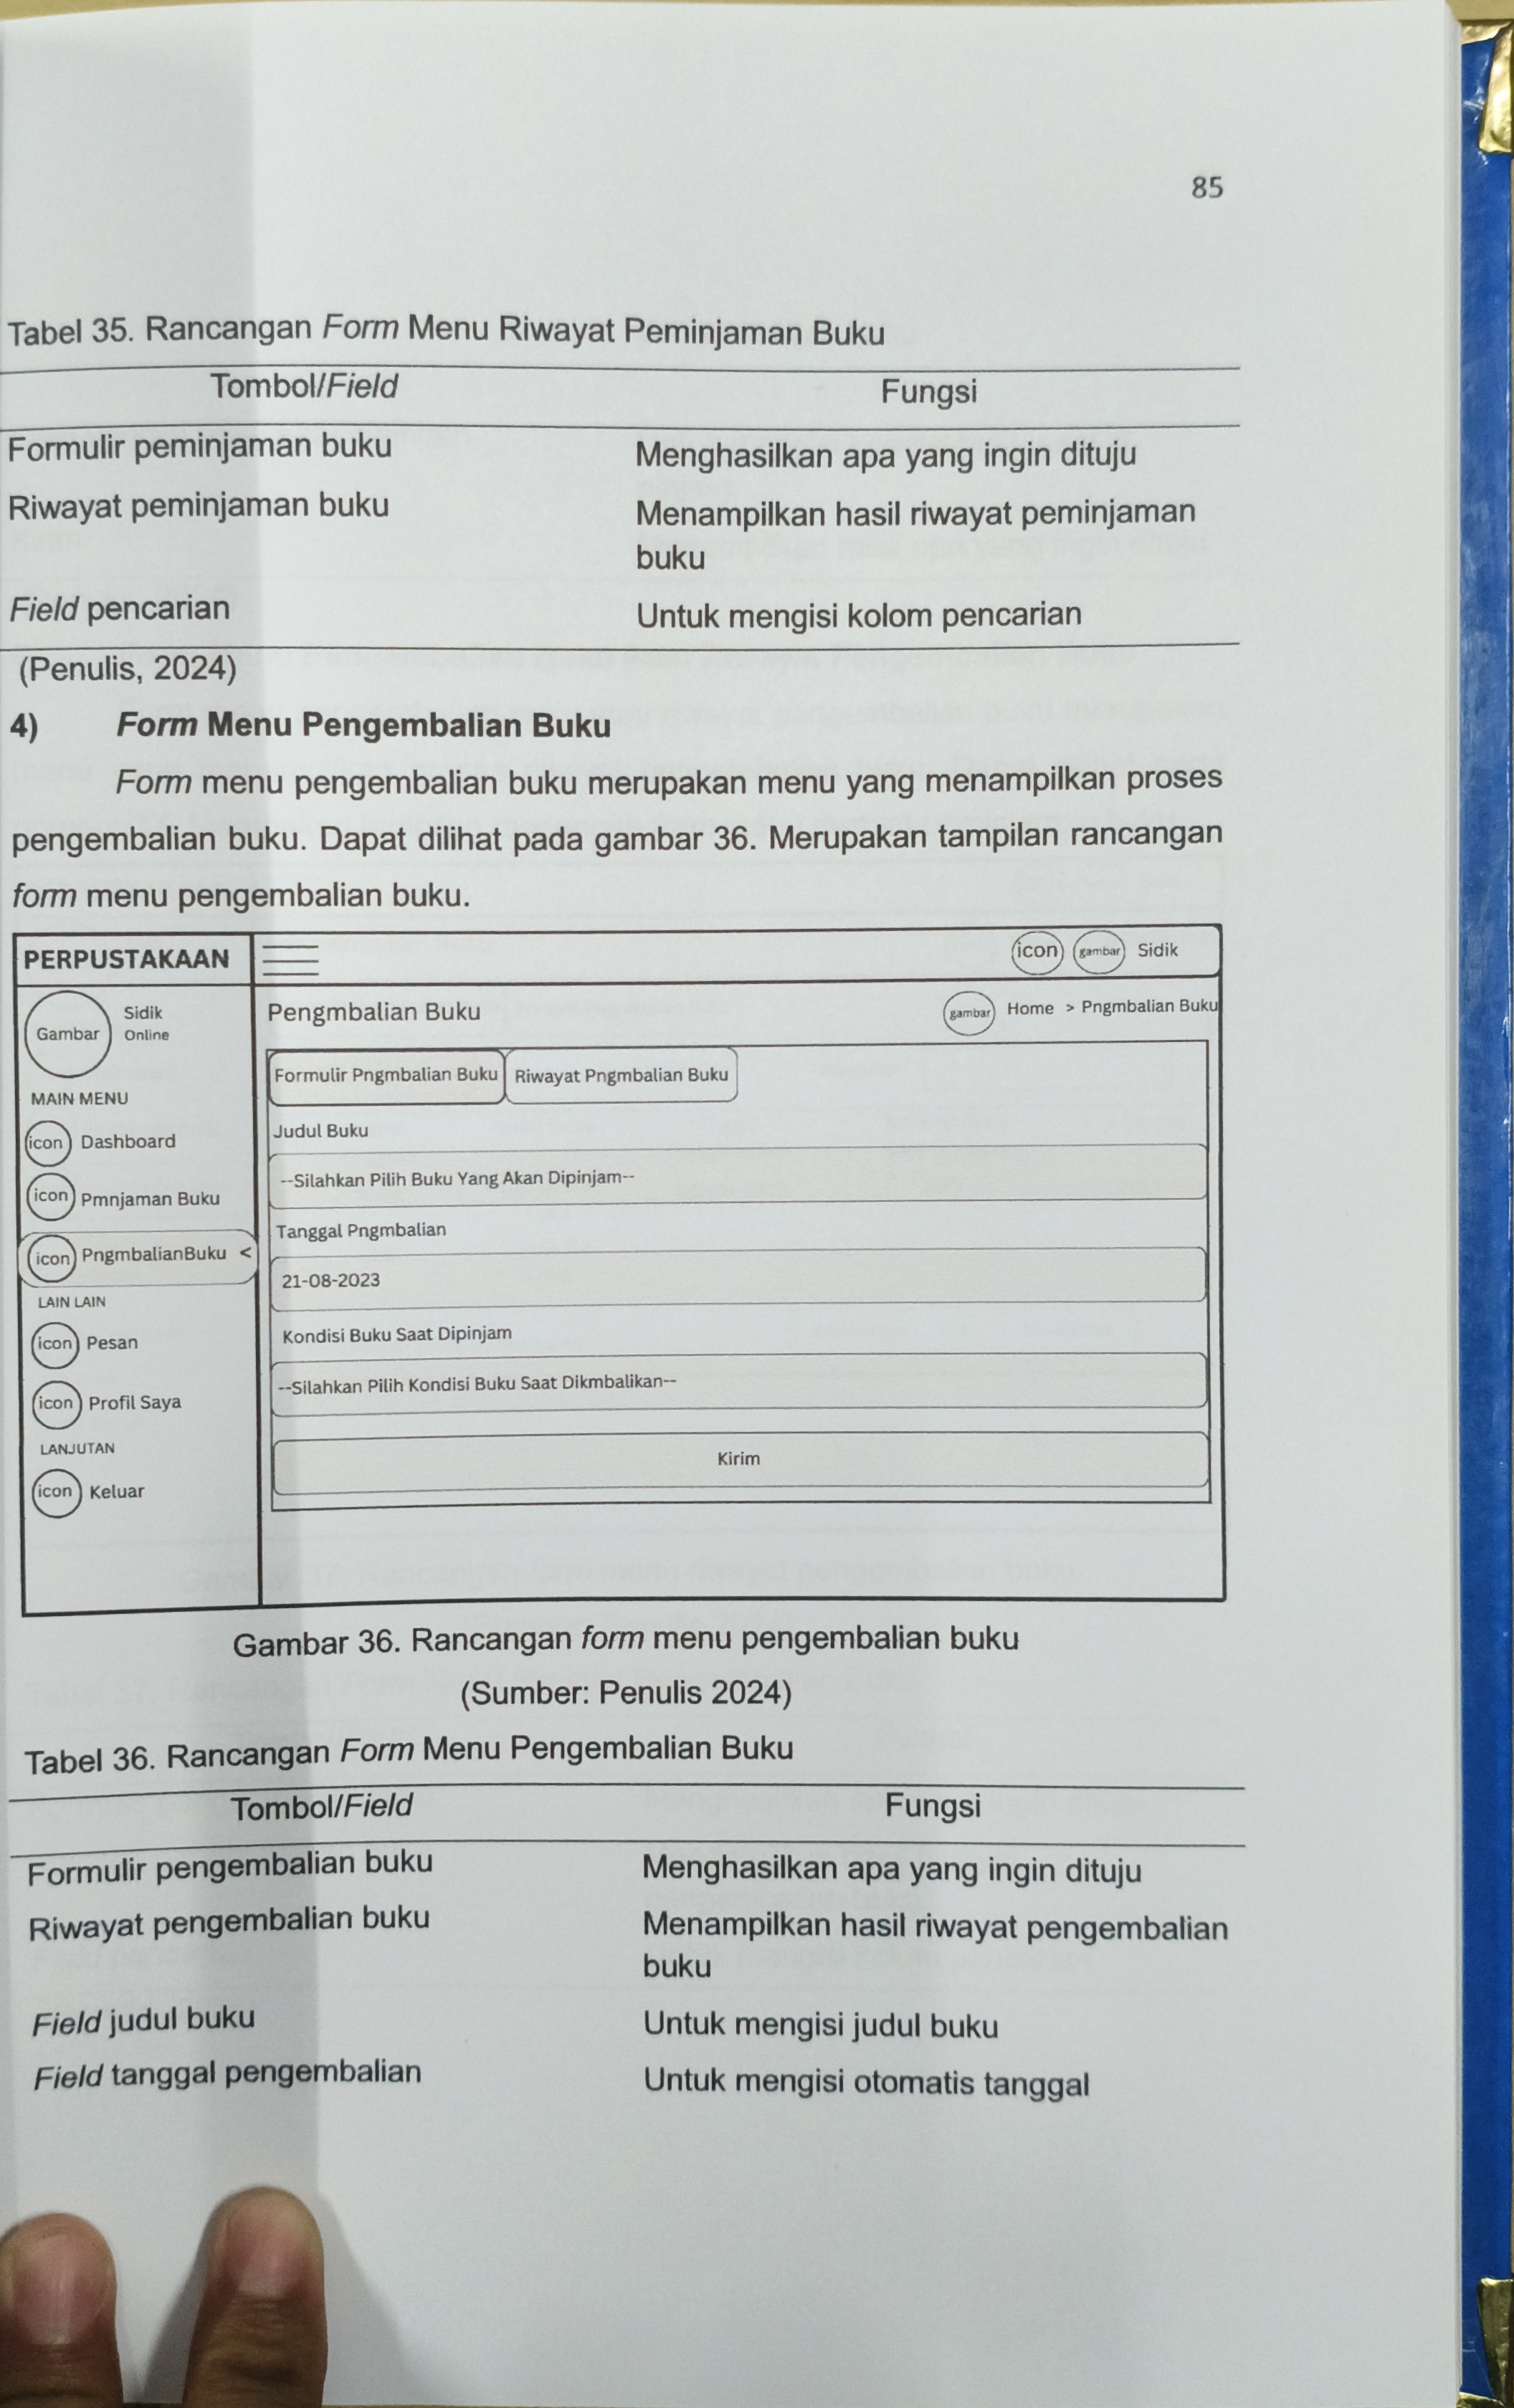 85
Tabel 35. Rancangan Form Menu Riwayat Peminjaman Buku
Tombol/Field Fungsi
Formulir peminjaman buku Menghasilkan apa yang ingin dituju
Riwayat peminjaman buku Menampilkan hasil riwayat peminjaman
buku
Field pencarian Untuk mengisi kolom pencarian
(Penulis, 2024)
4) Form Menu Pengembalian Buku
Form menu pengembalian buku merupakan menu yang menampilkan proses
pengembalian buku. Dapat dilihat pada gambar 36. Merupakan tampilan rancangan
form menu pengembalian buku.
PERPUSTAKAAN
icon gambar Sidik
Gambar Sidik
Online
MAIN MENU
icon Dashboard
icon Pmnjaman Buku
icon PngmbalianBuku <
LAIN LAIN
icon Pesan
icon Profil Saya
LANJUTAN
icon Keluar
Pengmbalian Buku
gambar Home > Pngmbalian Buku
Formulir Pngmbalian Buku Riwayat Pngmbalian Buku
Judul Buku
--Silahkan Pilih Buku Yang Akan Dipinjam--
Tanggal Pngmbalian
21-08-2023
Kondisi Buku Saat Dipinjam
--Silahkan Pilih Kondisi Buku Saat Dikmbalikan--
Kirim
Gambar 36. Rancangan form menu pengembalian buku
(Sumber: Penulis 2024)
Tabel 36. Rancangan Form Menu Pengembalian Buku
Tombol/Field Fungsi
Formulir pengembalian buku Menghasilkan apa yang ingin dituju
Riwayat pengembalian buku Menampilkan hasil riwayat pengembalian
buku
Field judul buku Untuk mengisi judul buku
Field tanggal pengembalian Untuk mengisi otomatis tanggal